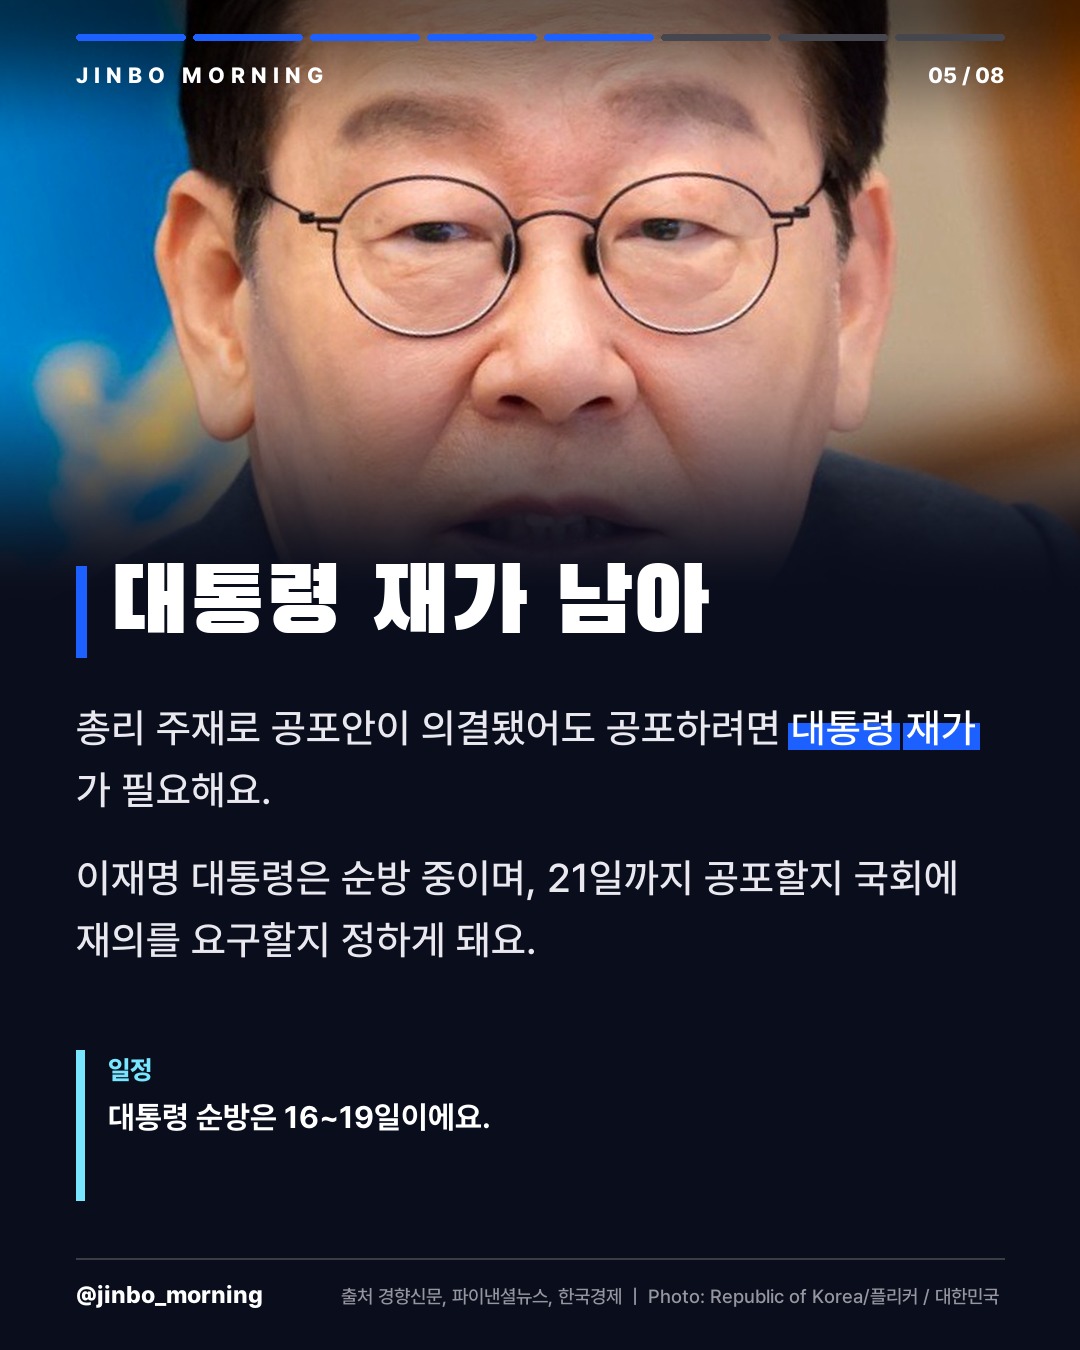 JINBO MORNING
05 / 08
대통령 재가 남아
총리 주재로 공포안이 의결됐어도 공포하려면 대통령 재가
가 필요해요.
이재명 대통령은 순방 중이며, 21일까지 공포할지 국회에
재의를 요구할지 정하게 돼요.
일정
대통령 순방은 16~19일이에요.
@jinbo_morning
출처 경향신문, 파이낸셜뉴스, 한국경제 | Photo: Republic of Korea/플리커 / 대한민국